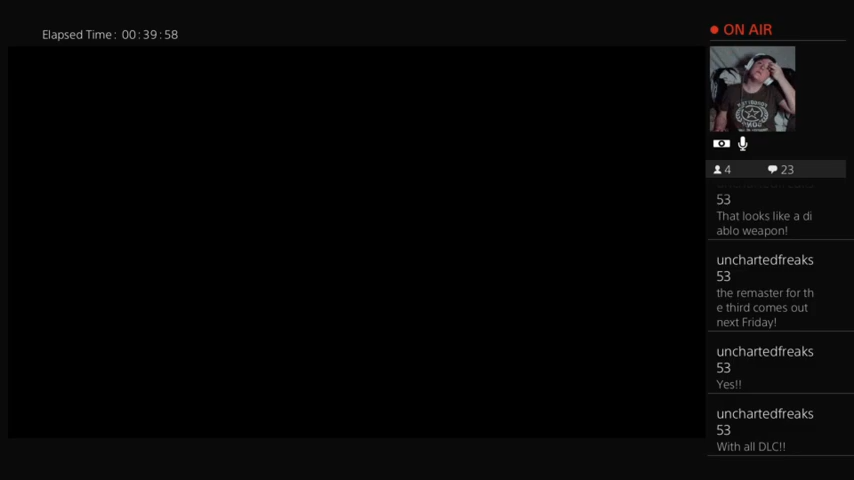 Elapsed Time: 00:39:58
ON AIR
4
23
53
That looks like a di
ablo weapon!
unchartedfreaks
53
the remaster for th
e third comes out
next Friday!
unchartedfreaks
53
Yes!!
unchartedfreaks
53
With all DLC!!